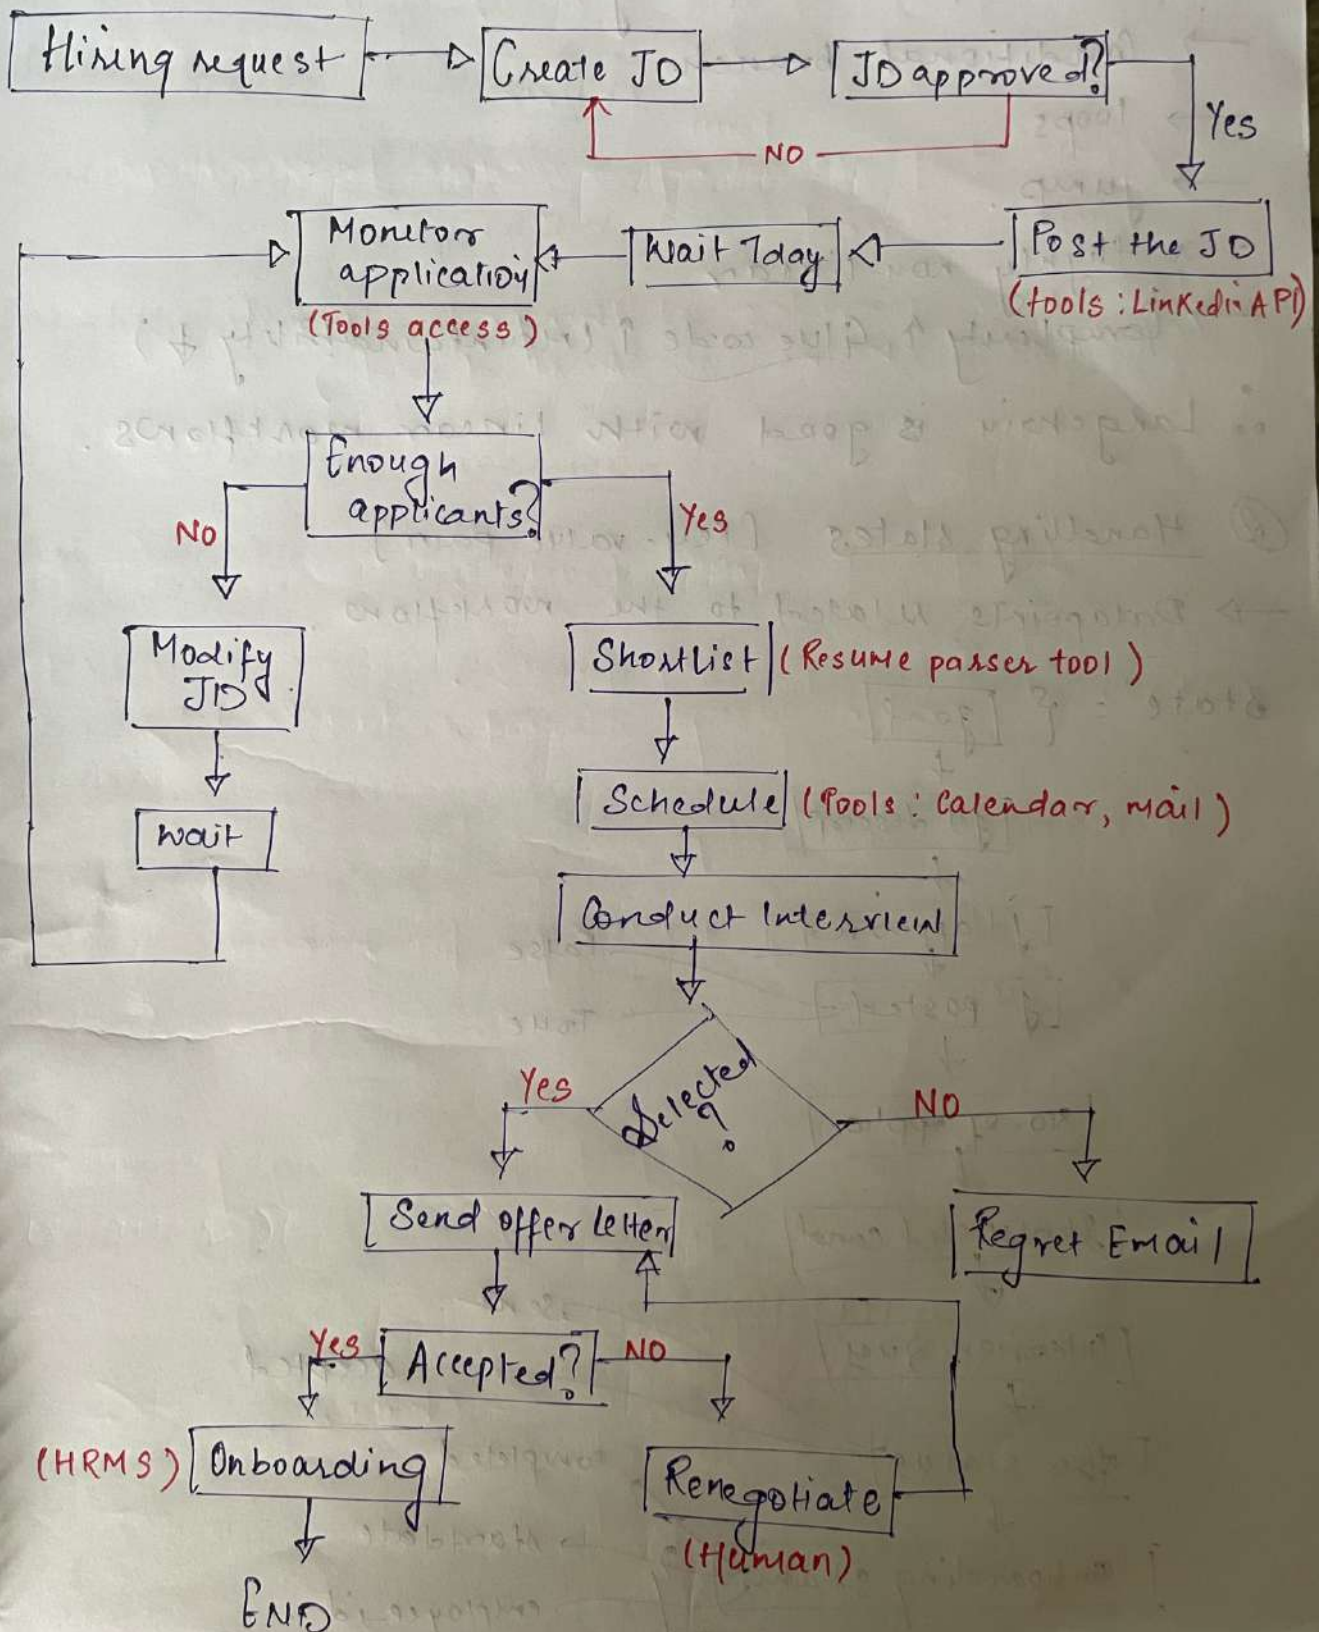 Hiring request
Create JD
JD approved?
Yes
NO
Monitor
application
(Tools access)
Wait 7day
Post the JD
(tools : LinkedinAPI)
Enough
applicants?
NO
Yes
Modify
JD
Shortlist (Resume parser tool)
Schedule (Tools : Calendar, mail)
wait
Conduct Interview
Selected
?
Yes
NO
Send offer letter
Regret Email
Yes
Accepted?
NO
(HRMS) Onboarding
Renegotiate
(Human)
END